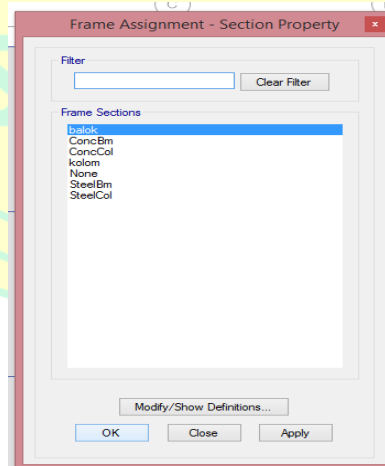 C
Frame Assignment - Section Property
x
Filter
Clear Filter
Frame Sections
balok
ConcBm
ConcCol
kolom
None
SteelBm
SteelCol
Modify/Show Definitions...
OK
Close
Apply